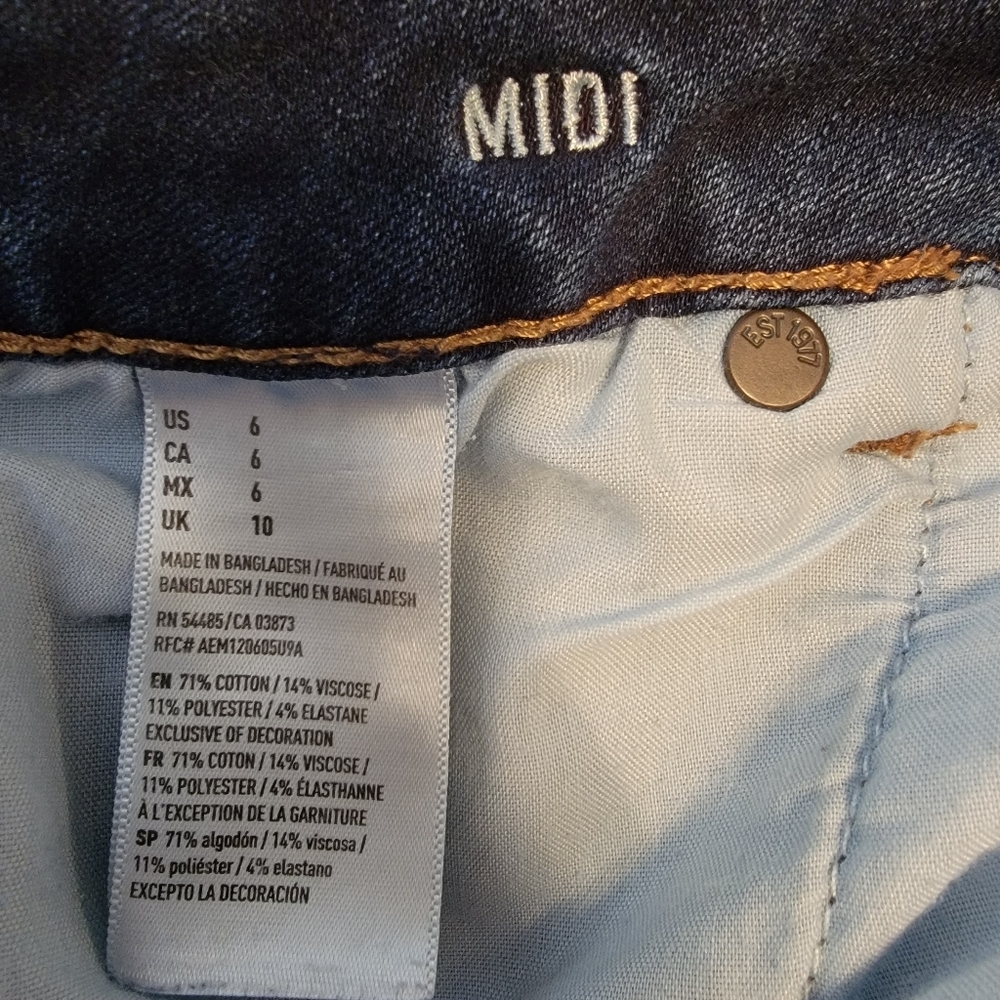 MIDI
EST 1977
US 6
CA 6
MX 6
UK 10
MADE IN BANGLADESH / FABRIQUÉ AU
BANGLADESH / HECHO EN BANGLADESH
RN 54485 / CA 03873
RFC# AEM120605U9A
EN 71% COTTON / 14% VISCOSE /
11% POLYESTER / 4% ELASTANE
EXCLUSIVE OF DECORATION
FR 71% COTON / 14% VISCOSE /
11% POLYESTER / 4% ÉLASTHANNE
À L'EXCEPTION DE LA GARNITURE
SP 71% algodón / 14% viscosa /
11% poliéster / 4% elastano
EXCEPTO LA DECORACIÓN